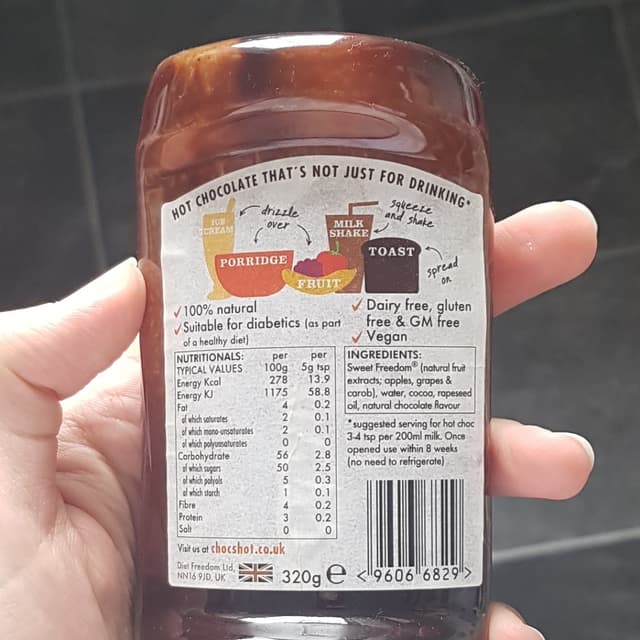 HOT CHOCOLATE THAT'S NOT JUST FOR DRINKING*
ICE CREAM
drizzle over
MILK SHAKE
squeeze and shake
PORRIDGE
FRUIT
TOAST
spread on
✓ 100% natural
✓ Suitable for diabetics (as part
of a healthy diet)
✓ Dairy free, gluten
free & GM free
✓ Vegan
NUTRITIONALS: per per
TYPICAL VALUES 100g 5g tsp
Energy Kcal 278 13.9
Energy KJ 1175 58.8
Fat 4 0.2
of which saturates 2 0.1
of which mono-unsaturates 2 0.1
of which polyunsaturates 0 0
Carbohydrate 56 2.8
of which sugars 50 2.5
of which polyols 5 0.3
of which starch 1 0.1
Fibre 4 0.2
Protein 3 0.2
Salt 0 0
INGREDIENTS:
Sweet Freedom® (natural fruit
extracts; apples, grapes &
carob), water, cocoa, rapeseed
oil, natural chocolate flavour
*suggested serving for hot choc
3-4 tsp per 200ml milk. Once
opened use within 8 weeks
(no need to refrigerate)
Visit us at chocshot.co.uk
Diet Freedom Ltd,
NN16 9JD, UK
320g e
<9606 6829>